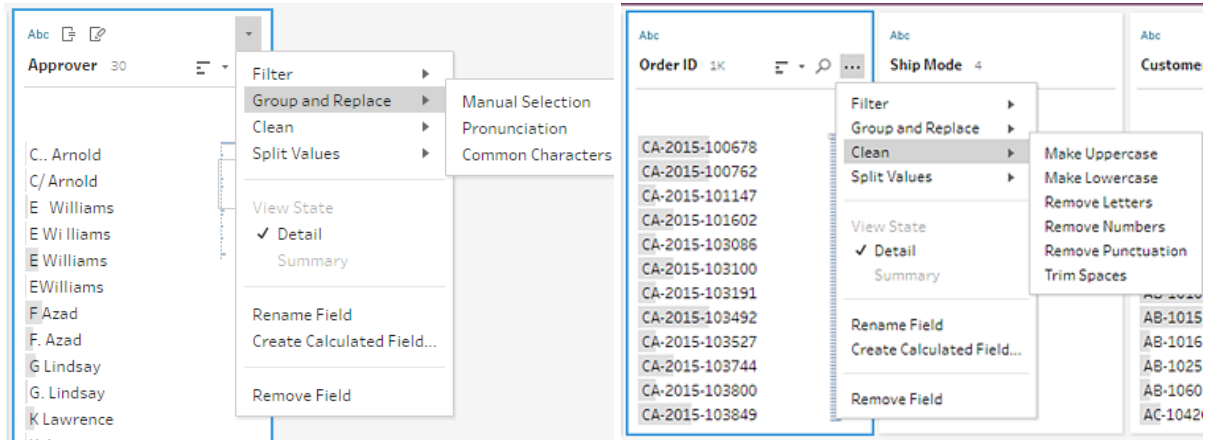 Abc
Approver 30
C.. Arnold
C/ Arnold
E Williams
E Wi lliams
E Williams
EWilliams
F Azad
F. Azad
G Lindsay
G. Lindsay
K Lawrence
Filter
Group and Replace
Clean
Split Values
View State
✓ Detail
Summary
Rename Field
Create Calculated Field...
Remove Field
Manual Selection
Pronunciation
Common Characters
Abc
Order ID 1K
CA-2015-100678
CA-2015-100762
CA-2015-101147
CA-2015-101602
CA-2015-103086
CA-2015-103100
CA-2015-103191
CA-2015-103492
CA-2015-103527
CA-2015-103744
CA-2015-103800
CA-2015-103849
Abc
Ship Mode 4
Filter
Group and Replace
Clean
Split Values
View State
✓ Detail
Summary
Rename Field
Create Calculated Field...
Remove Field
Make Uppercase
Make Lowercase
Remove Letters
Remove Numbers
Remove Punctuation
Trim Spaces
Abc
Custome
AB-1015
AB-1016
AB-1025
AB-1060
AC-1042